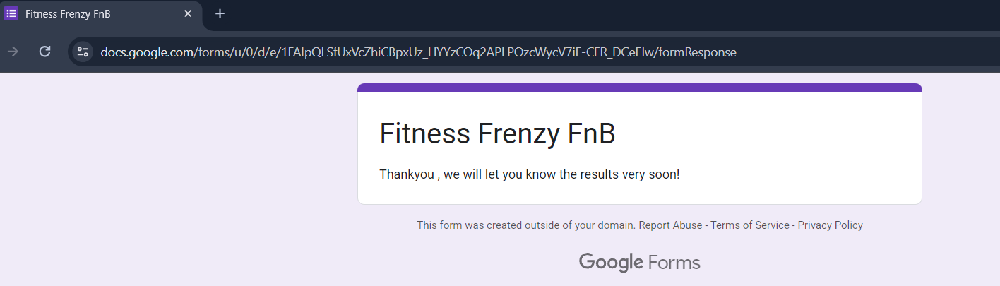 Fitness Frenzy FnB
docs.google.com/forms/u/0/d/e/1FAIpQLSfUxVcZhiCBpxUz_HYYzCOq2APLPOzcWycV7iF-CFR_DCeEIw/formResponse
Fitness Frenzy FnB
Thankyou , we will let you know the results very soon!
This form was created outside of your domain. Report Abuse - Terms of Service - Privacy Policy
Google Forms